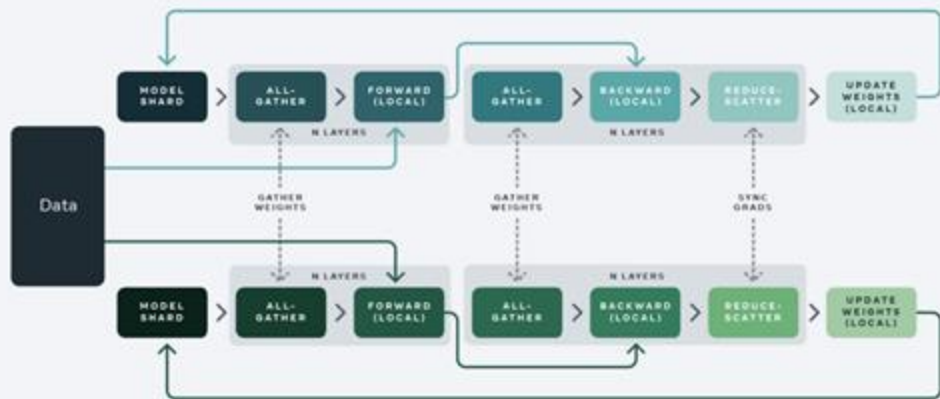 MODEL
SHARD
ALL-
GATHER
FORWARD
(LOCAL)
ALL-
GATHER
BACKWARD
(LOCAL)
REDUCE-
SCATTER
UPDATE
WEIGHTS
(LOCAL)
N LAYERS
N LAYERS
Data
GATHER
WEIGHTS
GATHER
WEIGHTS
SYNC
GRADS
N LAYERS
N LAYERS
MODEL
SHARD
ALL-
GATHER
FORWARD
(LOCAL)
ALL-
GATHER
BACKWARD
(LOCAL)
REDUCE-
SCATTER
UPDATE
WEIGHTS
(LOCAL)